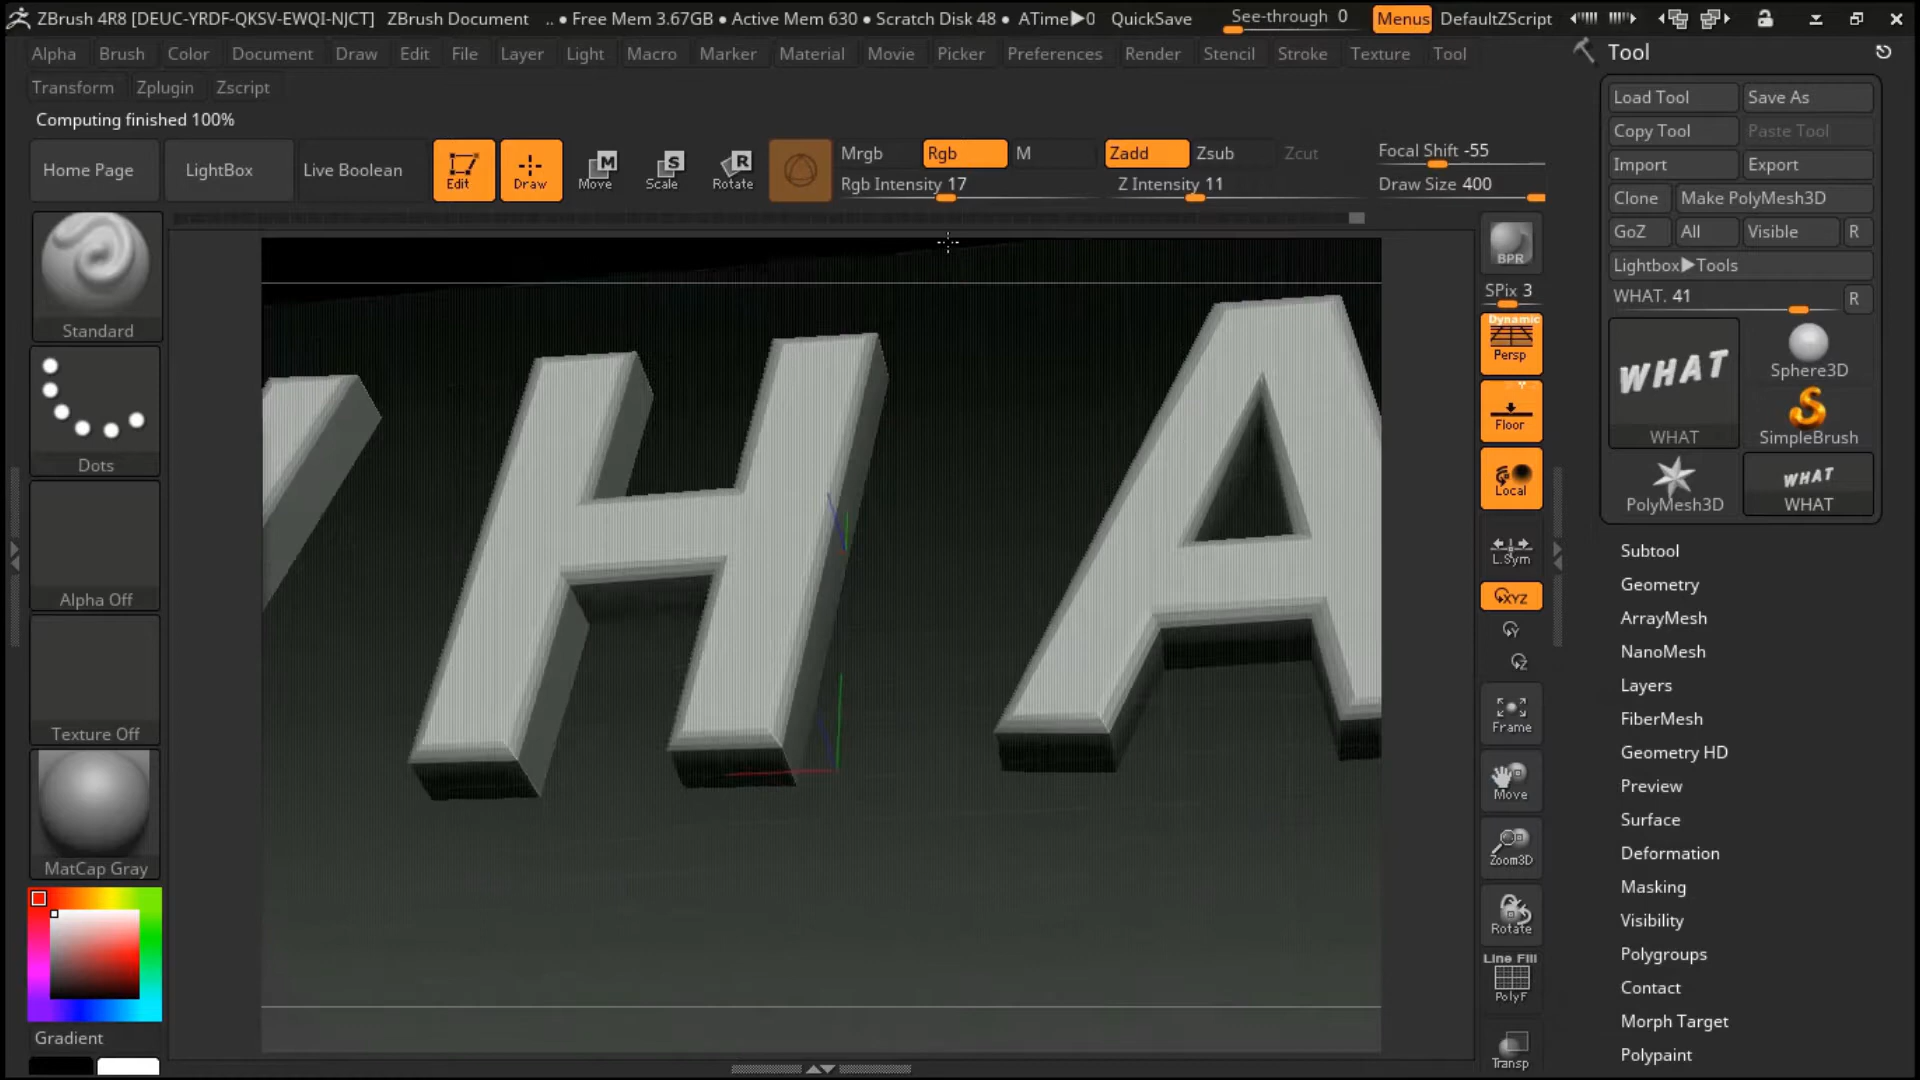 ZBrush 4R8 [DEUC-YRDF-QKSV-EWQI-NJCT] ZBrush Document .. ● Free Mem 3.67GB ● Active Mem 630 ● Scratch Disk 48 ● ATime▶0 QuickSave See-through 0 Menus DefaultZScript
Alpha Brush Color Document Draw Edit File Layer Light Macro Marker Material Movie Picker Preferences Render Stencil Stroke Texture Tool
Transform Zplugin Zscript
Computing finished 100%
Home Page LightBox Live Boolean Edit Draw Move Scale Rotate
M S R
Mrgb Rgb M Zadd Zsub Zcut Focal Shift -55
Rgb Intensity 17 Z Intensity 11 Draw Size 400
Standard
Dots
Alpha Off
Texture Off
MatCap Gray
Gradient
H A
BPR
SPix 3
Dynamic
Persp
Floor
Local
L.Sym
XYZ
Y
Z
Frame
Move
Zoom3D
Rotate
Line Fill
PolyF
Transp
Tool
Load Tool Save As
Copy Tool Paste Tool
Import Export
Clone Make PolyMesh3D
GoZ All Visible R
Lightbox▶Tools
WHAT. 41 R
WHAT
WHAT
Sphere3D
SimpleBrush
PolyMesh3D
WHAT
WHAT
Subtool
Geometry
ArrayMesh
NanoMesh
Layers
FiberMesh
Geometry HD
Preview
Surface
Deformation
Masking
Visibility
Polygroups
Contact
Morph Target
Polypaint